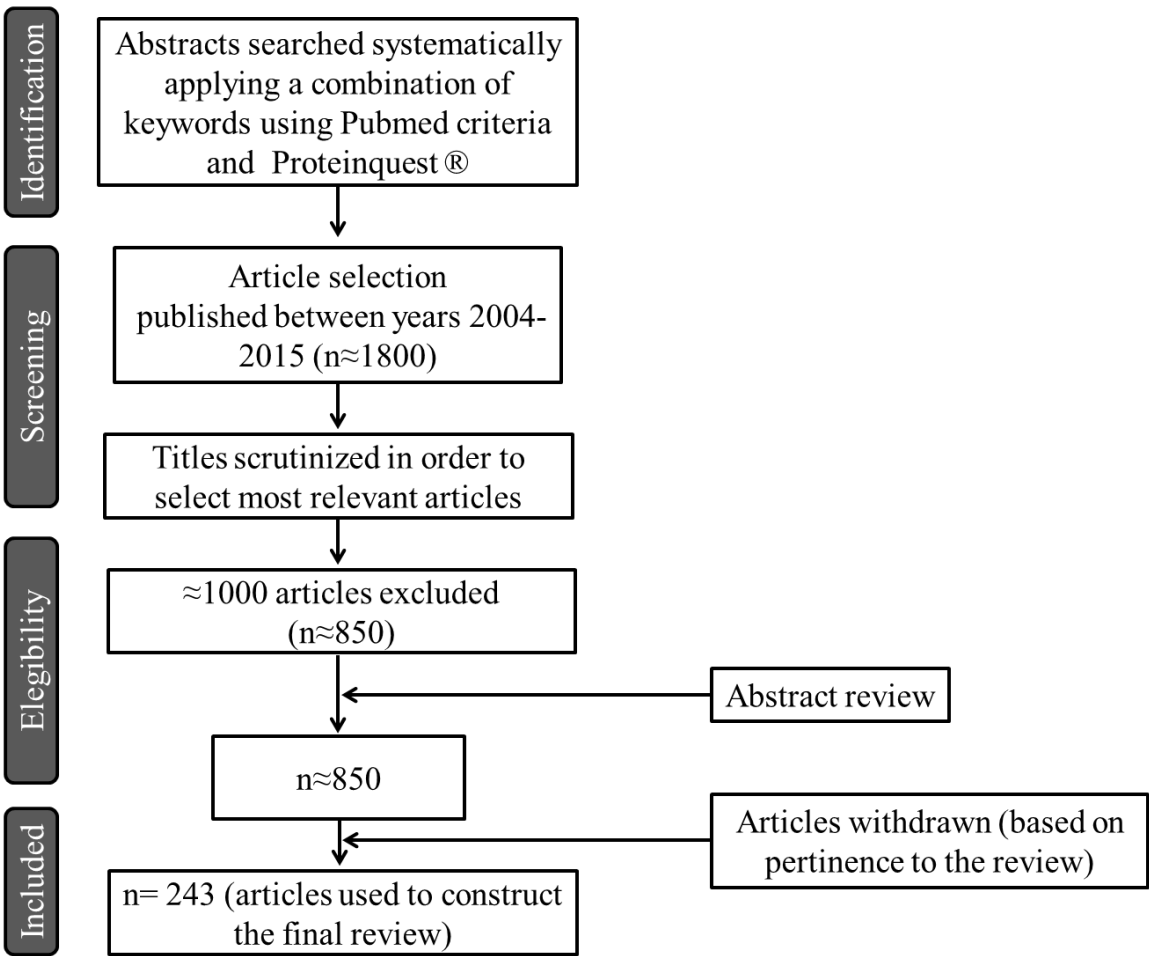 Identification
Abstracts searched systematically
applying a combination of
keywords using Pubmed criteria
and Proteinquest ®
Screening
Article selection
published between years 2004-
2015 (n≈1800)
Titles scrutinized in order to
select most relevant articles
Elegibility
≈1000 articles excluded
(n≈850)
Abstract review
n≈850
Included
Articles withdrawn (based on
pertinence to the review)
n= 243 (articles used to construct
the final review)